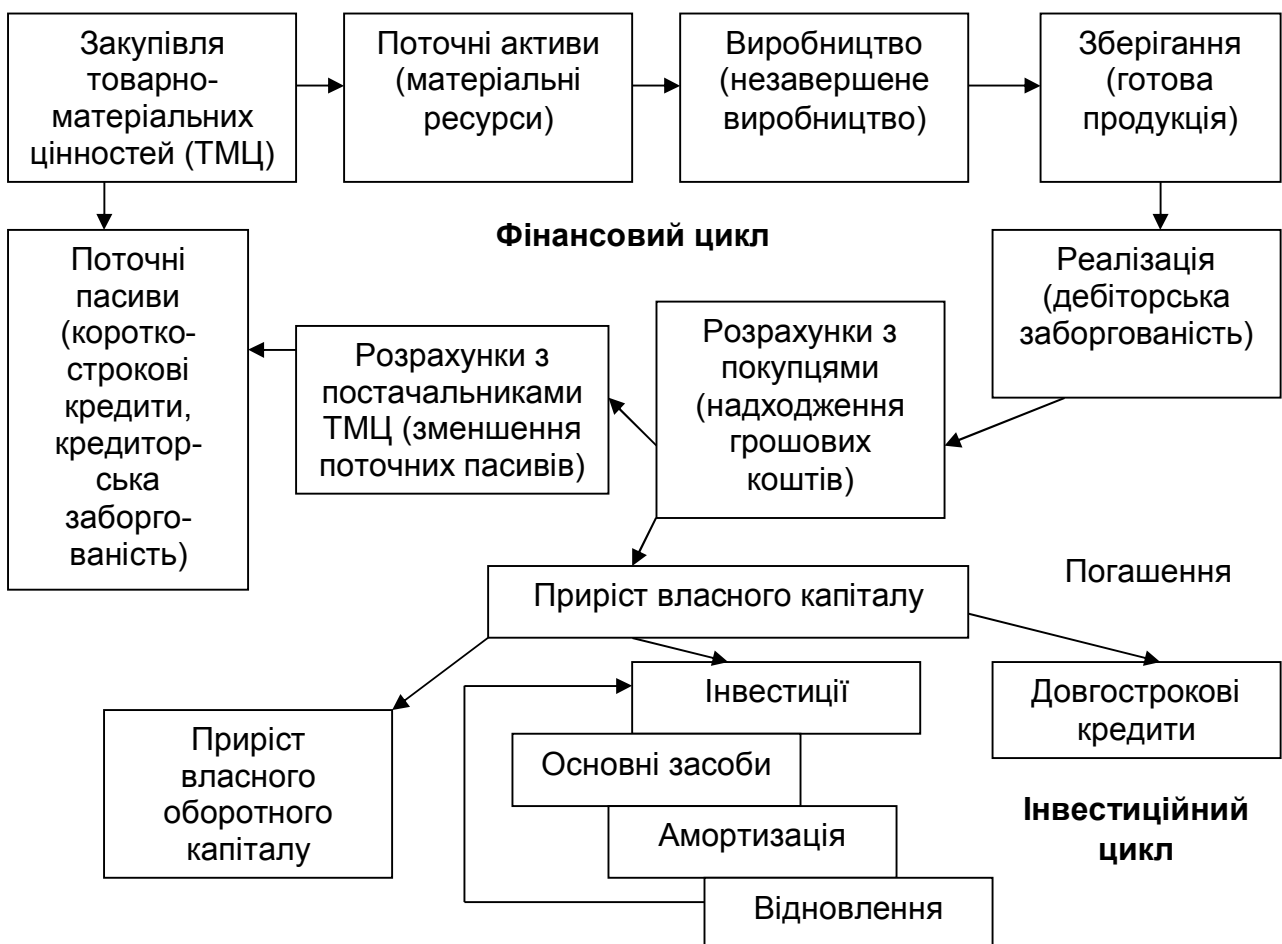 Закупівля
товарно-
матеріальних
цінностей (ТМЦ)
Поточні активи
(матеріальні
ресурси)
Виробництво
(незавершене
виробництво)
Зберігання
(готова
продукція)
Фінансовий цикл
Поточні
пасиви
(коротко-
строкові
кредити,
кредитор-
ська
заборго-
ваність)
Розрахунки з
постачальниками
ТМЦ (зменшення
поточних пасивів)
Розрахунки з
покупцями
(надходження
грошових
коштів)
Реалізація
(дебіторська
заборгованість)
Приріст власного капіталу
Погашення
Приріст
власного
оборотного
капіталу
Інвестиції
Основні засоби
Амортизація
Відновлення
Довгострокові
кредити
Інвестиційний
цикл